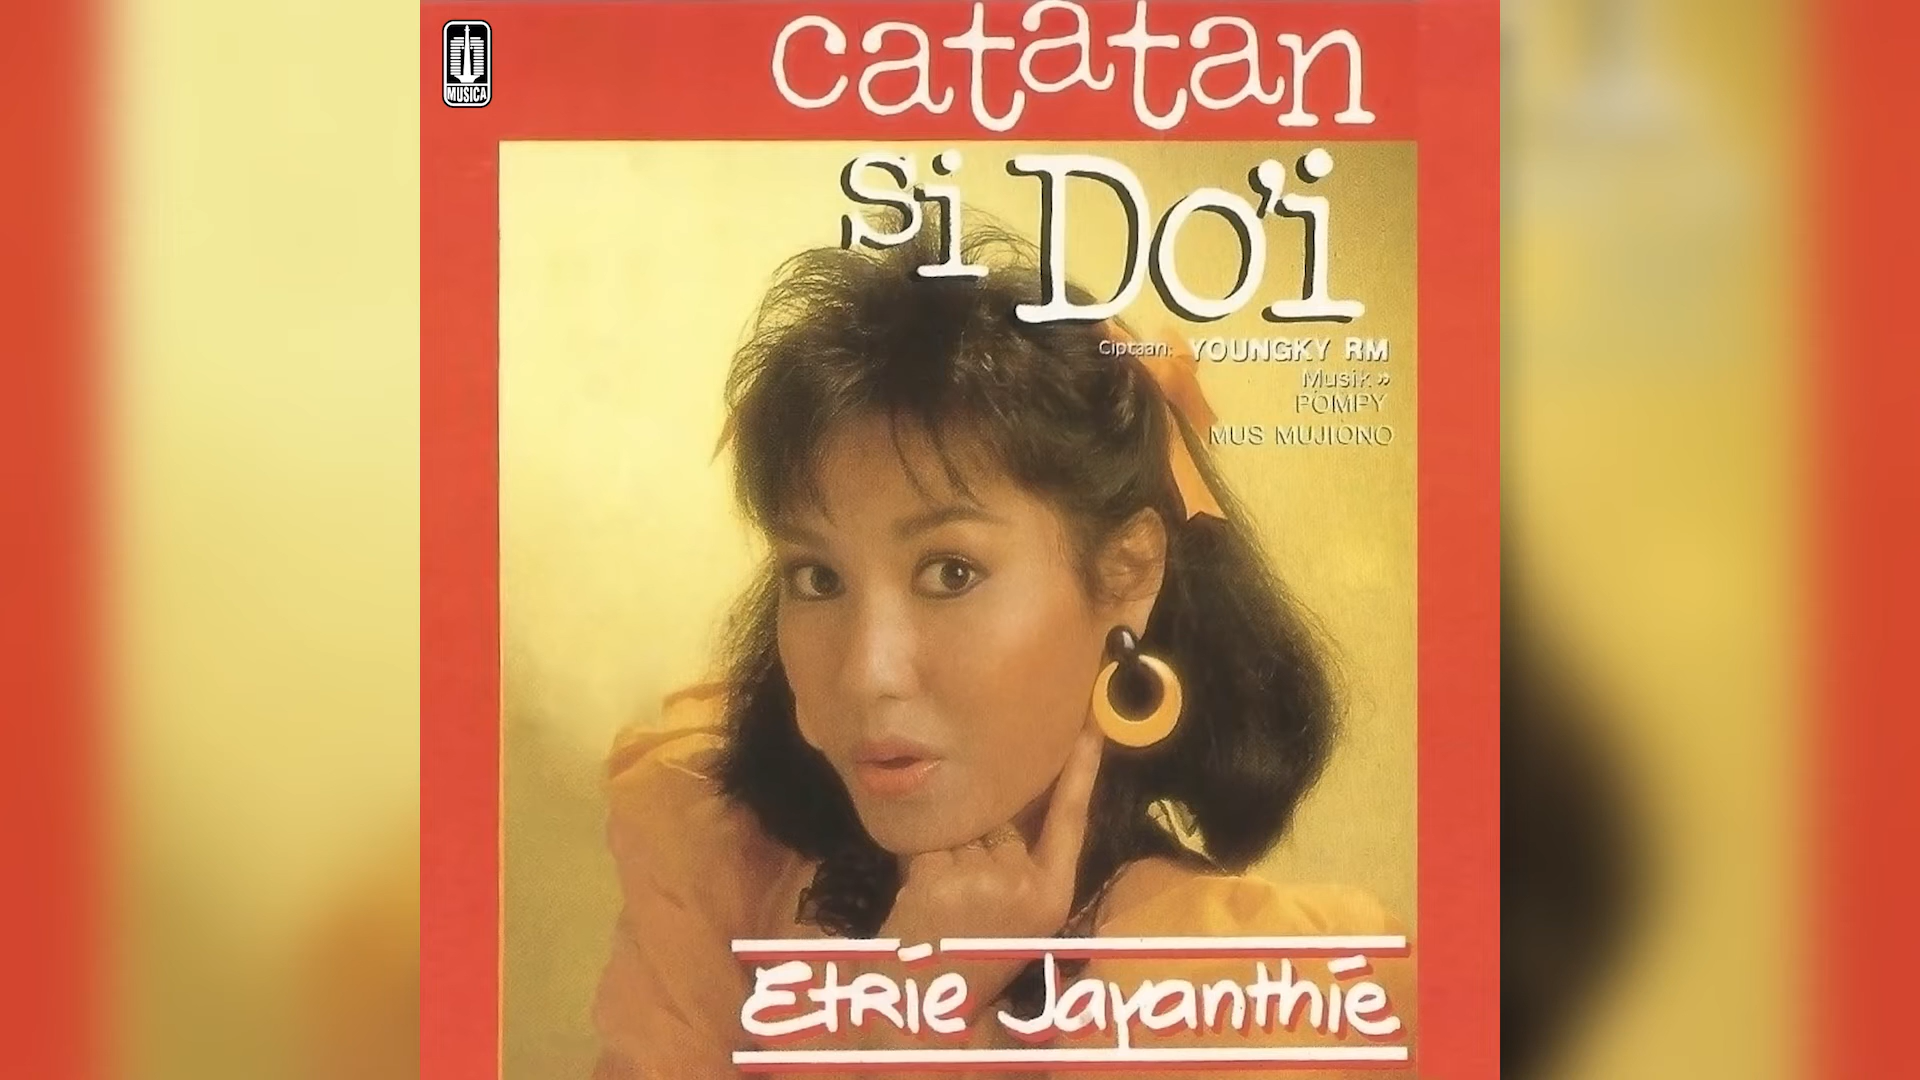 MUSICA
catatan
si Do'i
Ciptaan: YOUNGKY RM
Musik »
POMPY
MUS MUJIONO
Etrie Jayanthie